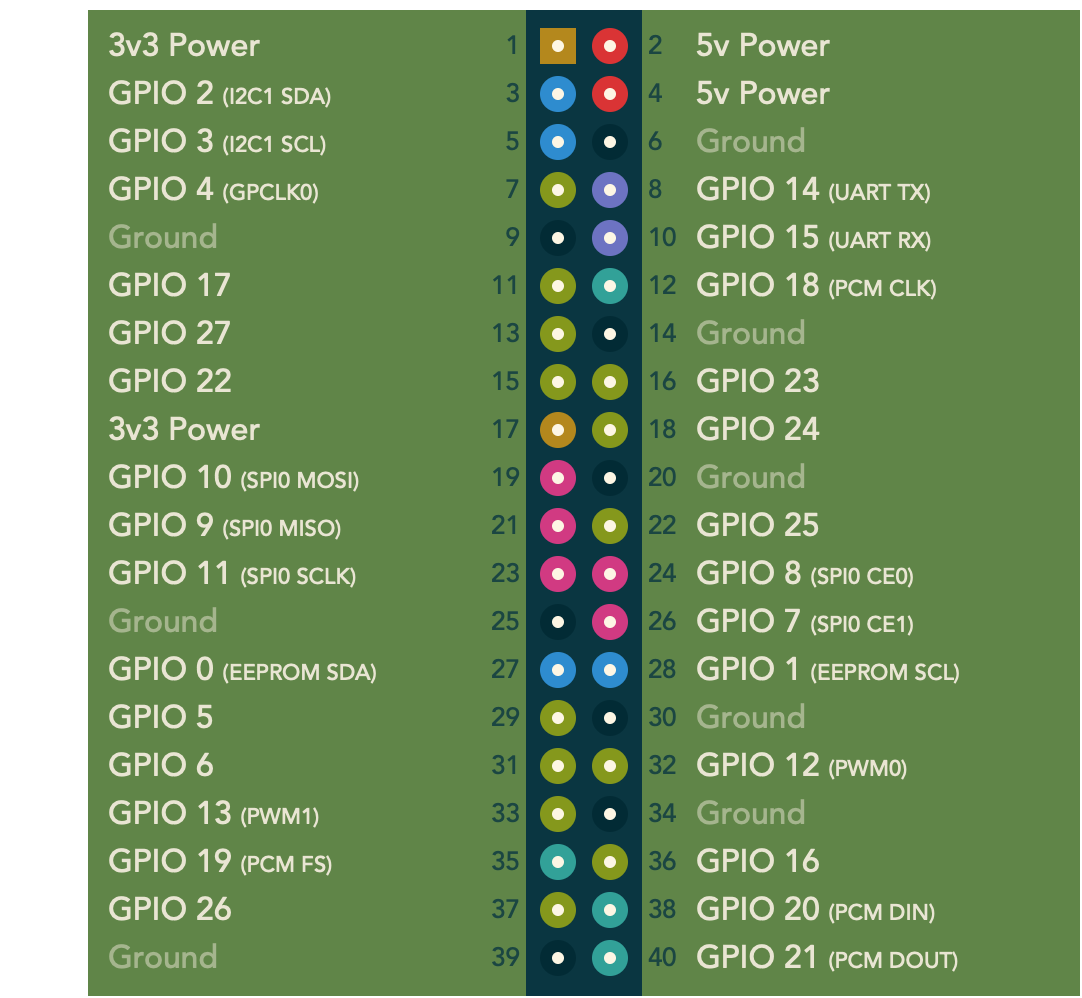 3v3 Power 1 2 5v Power
GPIO 2 (I2C1 SDA) 3 4 5v Power
GPIO 3 (I2C1 SCL) 5 6 Ground
GPIO 4 (GPCLK0) 7 8 GPIO 14 (UART TX)
Ground 9 10 GPIO 15 (UART RX)
GPIO 17 11 12 GPIO 18 (PCM CLK)
GPIO 27 13 14 Ground
GPIO 22 15 16 GPIO 23
3v3 Power 17 18 GPIO 24
GPIO 10 (SPI0 MOSI) 19 20 Ground
GPIO 9 (SPI0 MISO) 21 22 GPIO 25
GPIO 11 (SPI0 SCLK) 23 24 GPIO 8 (SPI0 CE0)
Ground 25 26 GPIO 7 (SPI0 CE1)
GPIO 0 (EEPROM SDA) 27 28 GPIO 1 (EEPROM SCL)
GPIO 5 29 30 Ground
GPIO 6 31 32 GPIO 12 (PWM0)
GPIO 13 (PWM1) 33 34 Ground
GPIO 19 (PCM FS) 35 36 GPIO 16
GPIO 26 37 38 GPIO 20 (PCM DIN)
Ground 39 40 GPIO 21 (PCM DOUT)